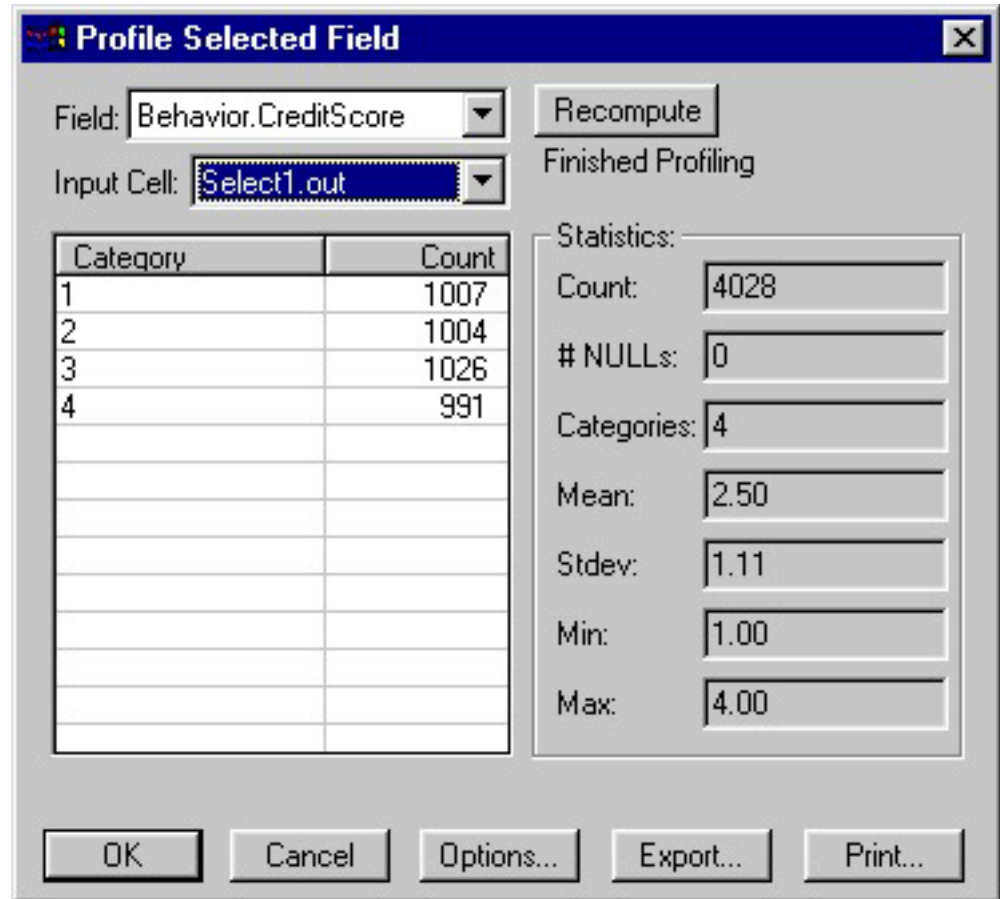 Profile Selected Field
Field: Behavior.CreditScore
Recompute
Input Cell: Select1.out
Finished Profiling
Category Count
1 1007
2 1004
3 1026
4 991
Statistics:
Count: 4028
# NULLs: 0
Categories: 4
Mean: 2.50
Stdev: 1.11
Min: 1.00
Max: 4.00
OK Cancel Options... Export... Print...